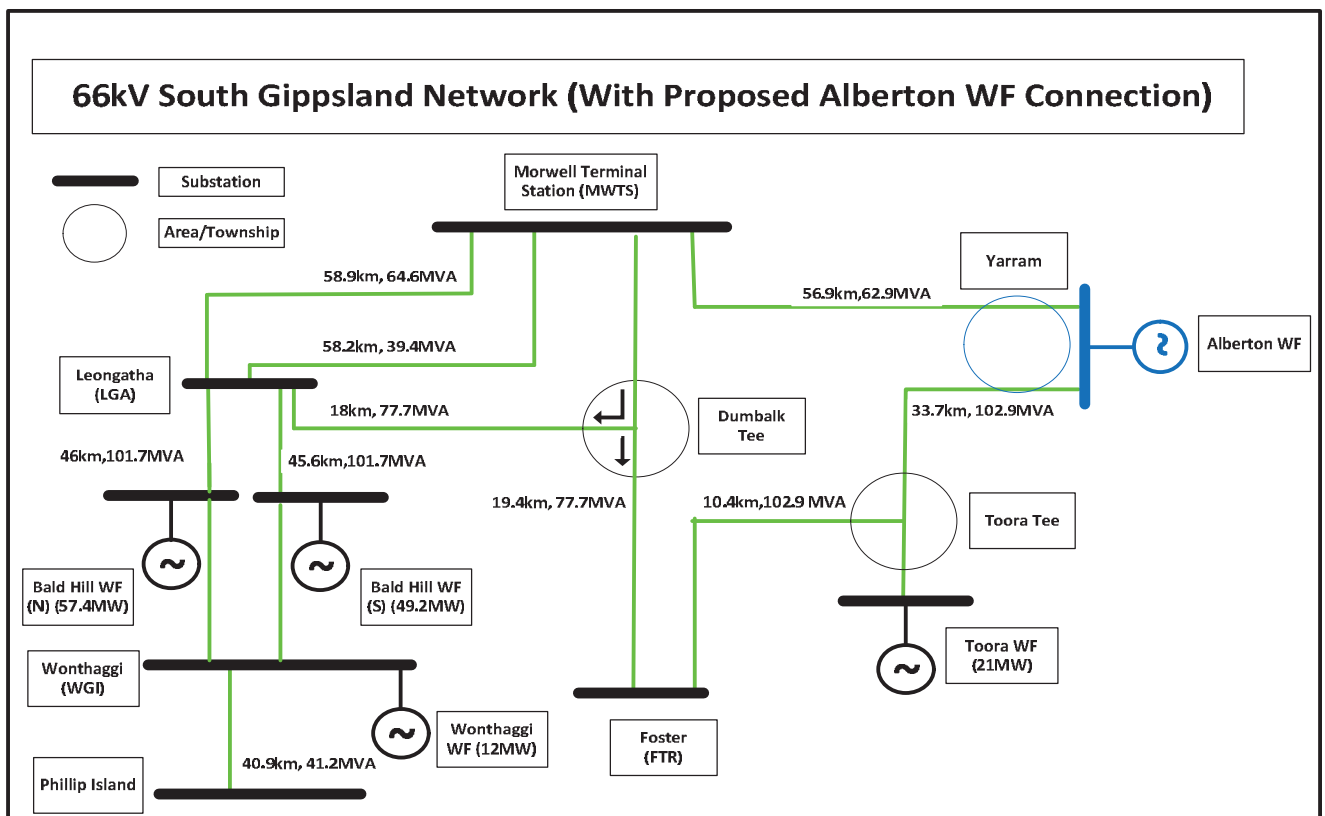 66kV South Gippsland Network (With Proposed Alberton WF Connection)
Substation
Area/Township
Morwell Terminal
Station (MWTS)
58.9km, 64.6MVA
58.2km, 39.4MVA
Yarram
56.9km,62.9MVA
Alberton WF
Leongatha
(LGA)
18km, 77.7MVA
Dumbalk
Tee
33.7km, 102.9MVA
46km,101.7MVA
45.6km,101.7MVA
19.4km, 77.7MVA
10.4km,102.9 MVA
Toora Tee
Bald Hill WF
(N) (57.4MW)
Bald Hill WF
(S) (49.2MW)
Toora WF
(21MW)
Wonthaggi
(WGI)
Wonthaggi
WF (12MW)
Foster
(FTR)
40.9km, 41.2MVA
Phillip Island